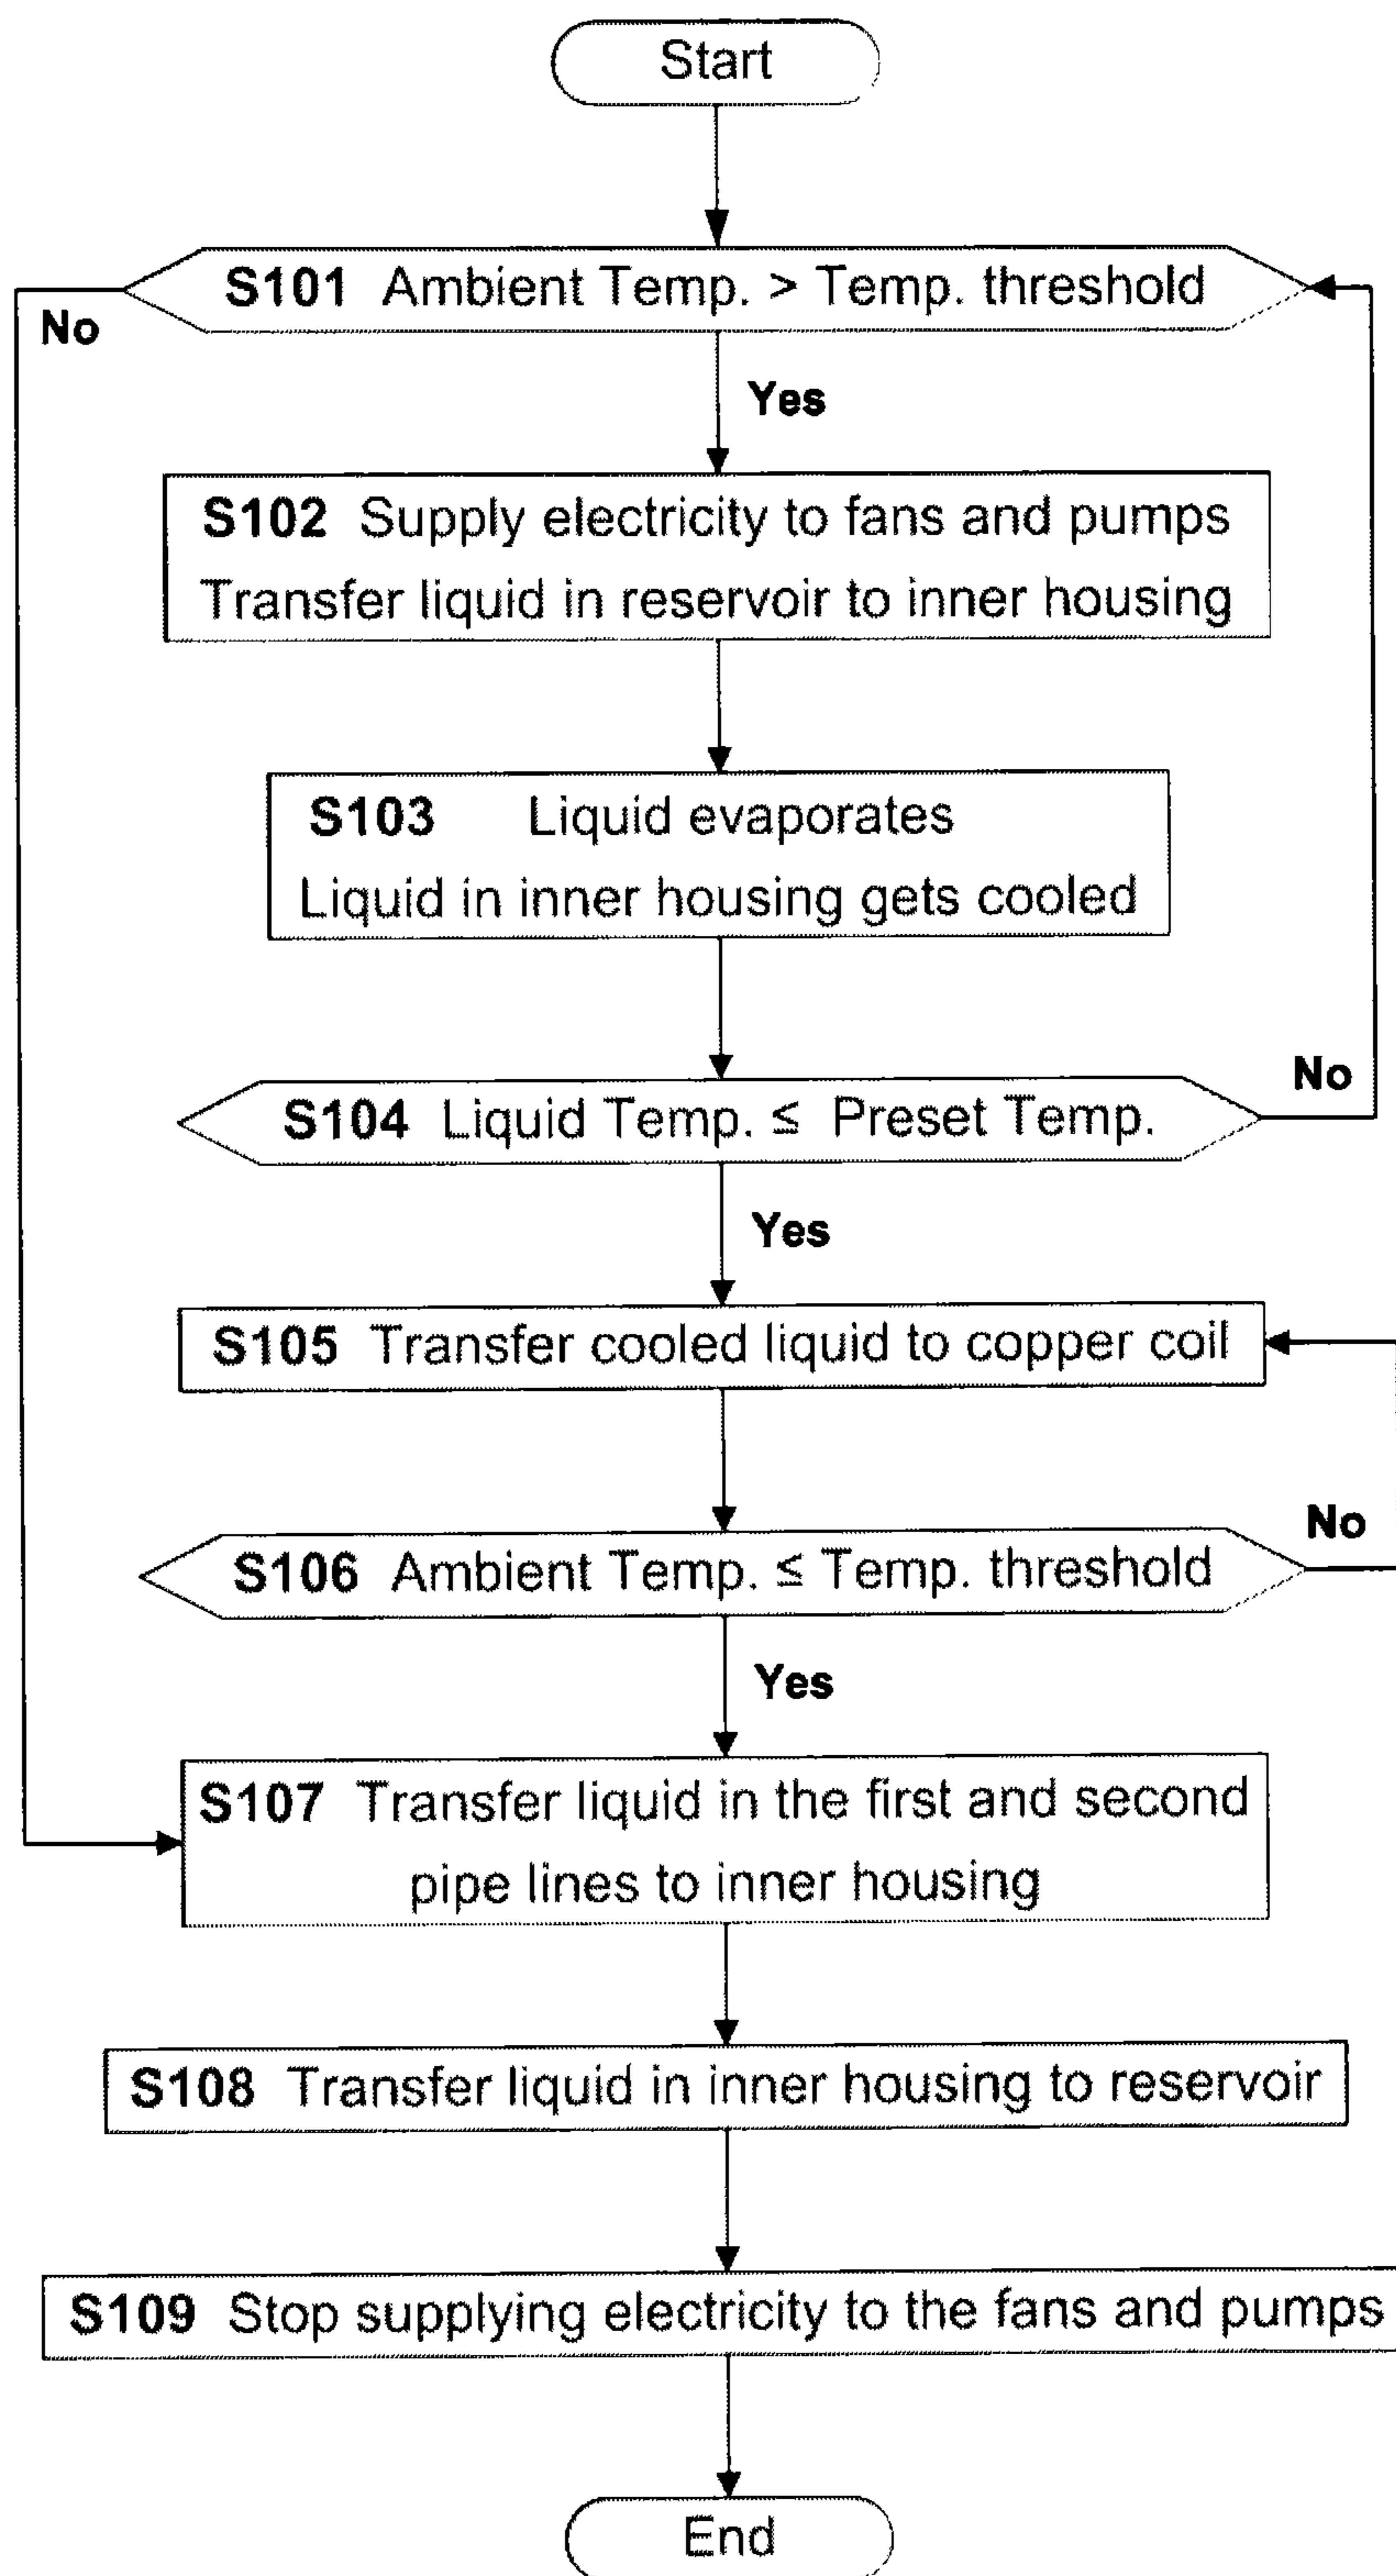 Start
S101 Ambient Temp. > Temp. threshold
No
Yes
S102 Supply electricity to fans and pumps
Transfer liquid in reservoir to inner housing
S103 Liquid evaporates
Liquid in inner housing gets cooled
No
S104 Liquid Temp. ≤ Preset Temp.
Yes
S105 Transfer cooled liquid to copper coil
No
S106 Ambient Temp. ≤ Temp. threshold
Yes
S107 Transfer liquid in the first and second
pipe lines to inner housing
S108 Transfer liquid in inner housing to reservoir
S109 Stop supplying electricity to the fans and pumps
End